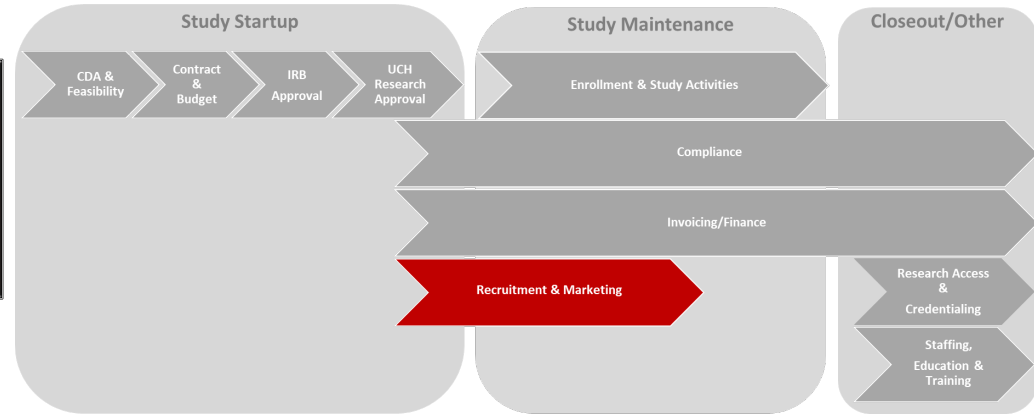 Study Startup
Study Maintenance
Closeout/Other
CDA &
Feasibility
Contract
&
Budget
IRB
Approval
UCH
Research
Approval
Enrollment & Study Activities
Compliance
Invoicing/Finance
Recruitment & Marketing
Research Access
&
Credentialing
Staffing,
Education &
Training